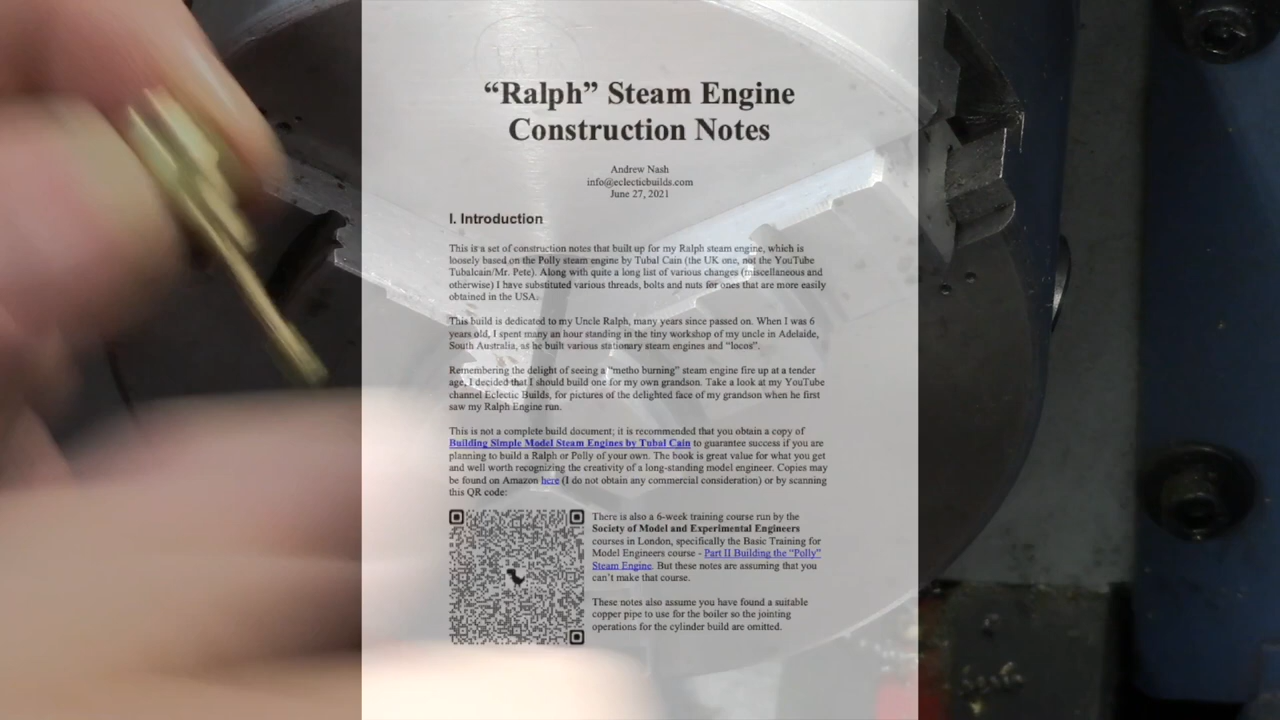 “Ralph” Steam Engine
Construction Notes
Andrew Nash
info@eclecticbuilds.com
June 27, 2021
I. Introduction
This is a set of construction notes that built up for my Ralph steam engine, which is
loosely based on the Polly steam engine by Tubal Cain (the UK one, not the YouTube
Tubalcain/Mr. Pete). Along with quite a long list of various changes (miscellaneous and
otherwise) I have substituted various threads, bolts and nuts for ones that are more easily
obtained in the USA.
This build is dedicated to my Uncle Ralph, many years since passed on. When I was 6
years old, I spent many an hour standing in the tiny workshop of my uncle in Adelaide,
South Australia, as he built various stationary steam engines and “locos”.
Remembering the delight of seeing a “metho burning” steam engine fire up at a tender
age, I decided that I should build one for my own grandson. Take a look at my YouTube
channel Eclectic Builds, for pictures of the delighted face of my grandson when he first
saw my Ralph Engine run.
This is not a complete build document; it is recommended that you obtain a copy of
Building Simple Model Steam Engines by Tubal Cain to guarantee success if you are
planning to build a Ralph or Polly of your own. The book is great value for what you get
and well worth recognizing the creativity of a long-standing model engineer. Copies may
be found on Amazon here (I do not obtain any commercial consideration) or by scanning
this QR code:
There is also a 6-week training course run by the
Society of Model and Experimental Engineers
courses in London, specifically the Basic Training for
Model Engineers course - Part II Building the “Polly”
Steam Engine. But these notes are assuming that you
can’t make that course.
These notes also assume you have found a suitable
copper pipe to use for the boiler so the jointing
operations for the cylinder build are omitted.